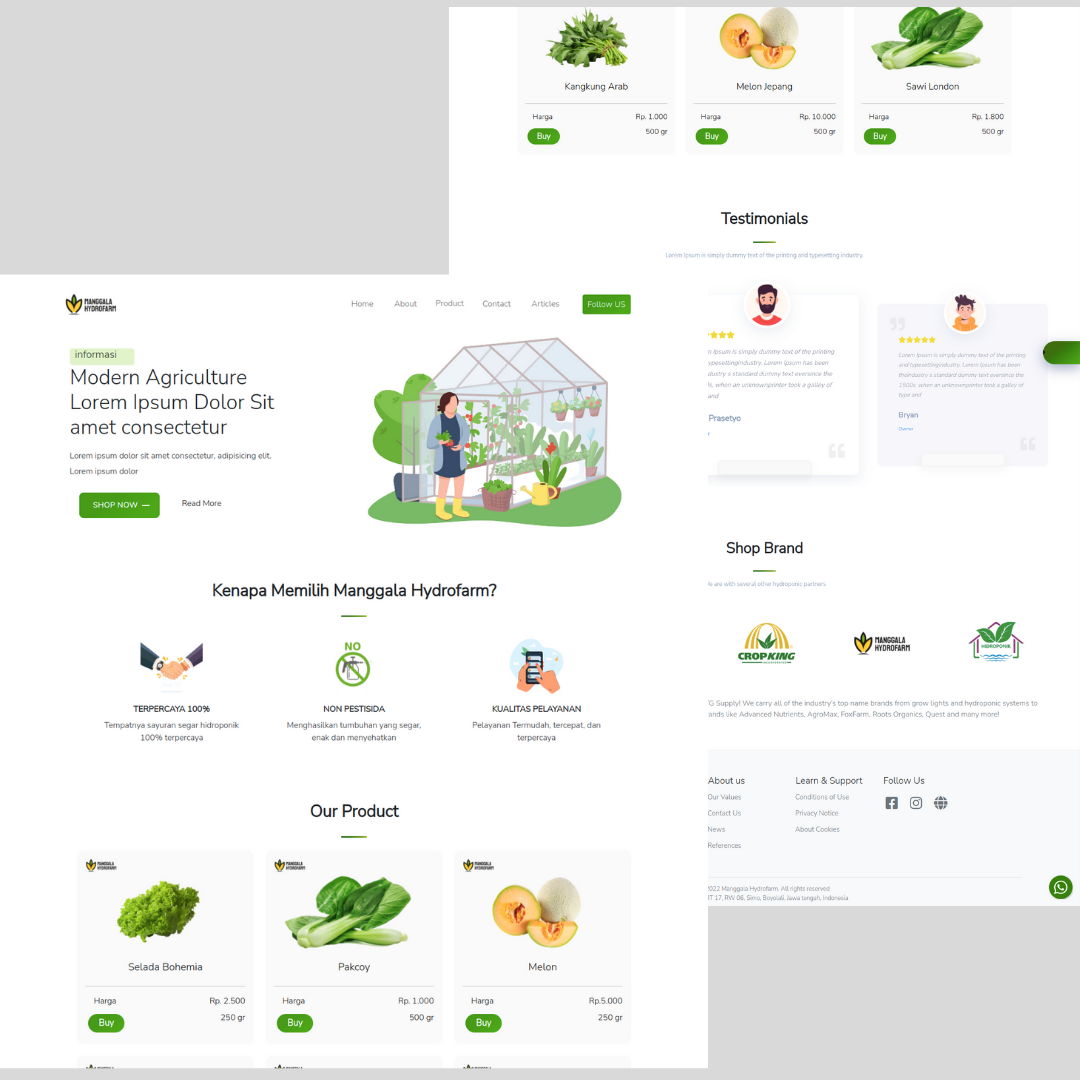 MANGGALA
HYDROFARM
Home
About
Product
Contact
Articles
Follow US
informasi
Modern Agriculture
Lorem Ipsum Dolor Sit
amet consectetur
Lorem ipsum dolor sit amet consectetur, adipisicing elit.
Lorem ipsum dolor
SHOP NOW —
Read More
Kenapa Memilih Manggala Hydrofarm?
NO
TERPERCAYA 100%
Tempatnya sayuran segar hidroponik
100% terpercaya
NON PESTISIDA
Menghasilkan tumbuhan yang segar,
enak dan menyehatkan
KUALITAS PELAYANAN
Pelayanan Termudah, tercepat, dan
terpercaya
Our Product
MANGGALA
HYDROFARM
Selada Bohemia
Harga
Rp. 2.500
Buy
250 gr
MANGGALA
HYDROFARM
Pakcoy
Harga
Rp. 1.000
Buy
500 gr
MANGGALA
HYDROFARM
Melon
Harga
Rp.5.000
Buy
250 gr
Kangkung Arab
Harga
Rp. 1.000
Buy
500 gr
Melon Jepang
Harga
Rp. 10.000
Buy
500 gr
Sawi London
Harga
Rp. 1.800
Buy
500 gr
Testimonials
Lorem Ipsum is simply dummy text of the printing and typesetting industry.
Ipsum is simply dummy text of the printing
typesettingindustry. Lorem Ipsum has been
industry s standard dummy text eversince the
when an unknownprinter took a galley of
and
Prasetyo
Lorem Ipsum is simply dummy text of the printing
and typesettingindustry. Lorem Ipsum has been
theindustry s standard dummy text eversince the
1500s, when an unknownprinter took a galley of
type and
Bryan
Owner
Shop Brand
are with several other hydroponic partners
CROPKING
MANGGALA
HYDROFARM
HIDROPONIK
G Supply! We carry all of the industry's top name brands from grow lights and hydroponic systems to
ands like Advanced Nutrients, AgroMax, FoxFarm, Roots Organics, Quest and many more!
About us
Our Values
Contact Us
News
References
Learn & Support
Conditions of Use
Privacy Notice
About Cookies
Follow Us
2022 Manggala Hydrofarm. All rights reserved
RT 17, RW 06, Simo, Boyolali, Jawa tangah, Indonesia